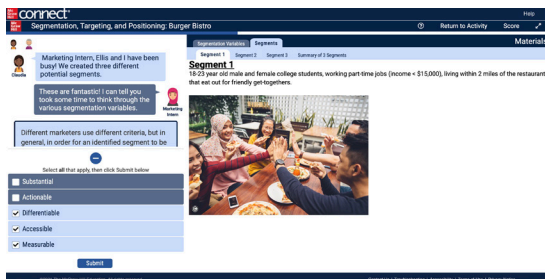 Mc Graw Hill Education connect
Help
Segmentation, Targeting, and Positioning: Burger Bistro
Return to Activity
Score
Segmentation Variables
Segments
Materials
Segment 1
Segment 2
Segment 3
Summary of 3 Segments
Claudia
Marketing Intern, Ellis and I have been
busy! We created three different
potential segments.
These are fantastic! I can tell you
took some time to think through the
various segmentation variables.
Marketing
Intern
Different marketers use different criteria, but in
general, in order for an identified segment to be
Select all that apply, then click Submit below
Substantial
Actionable
Differentiable
Accessible
Measurable
Submit
Segment 1
18-23 year old male and female college students, working part-time jobs (income < $15,000), living within 2 miles of the restaurant
that eat out for friendly get-togethers.